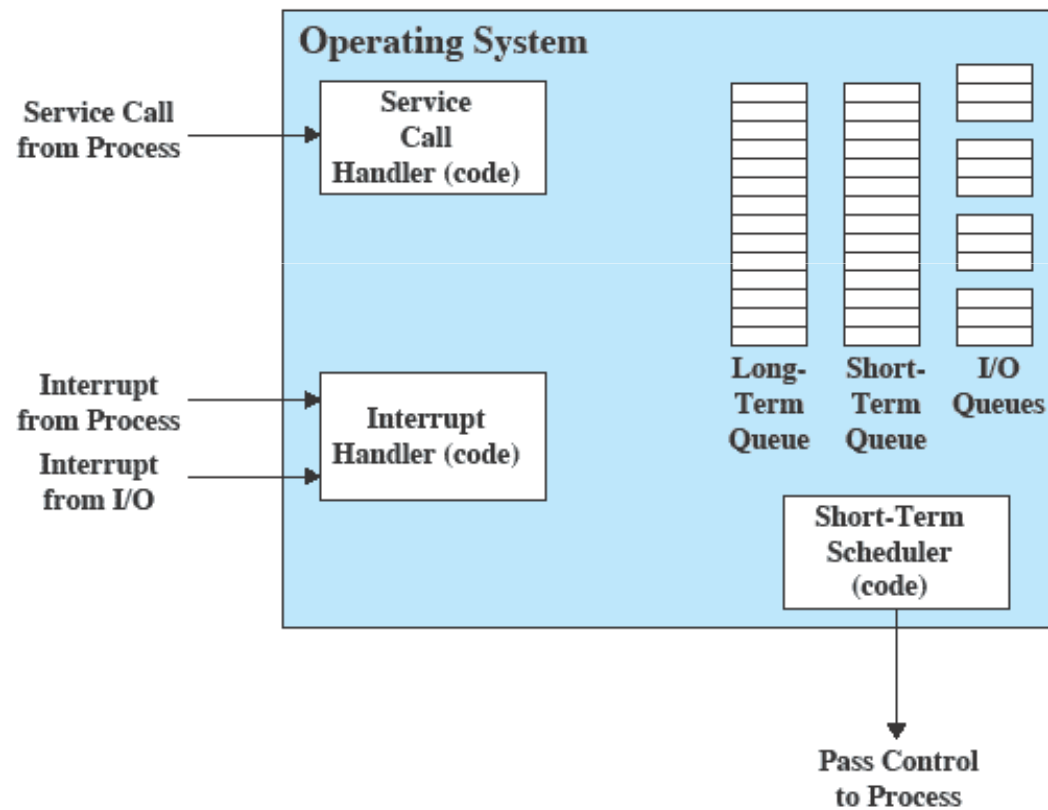 Operating System
Service Call
from Process
Service
Call
Handler (code)
Interrupt
from Process
Interrupt
from I/O
Interrupt
Handler (code)
Long-
Term
Queue
Short-
Term
Queue
I/O
Queues
Short-Term
Scheduler
(code)
Pass Control
to Process